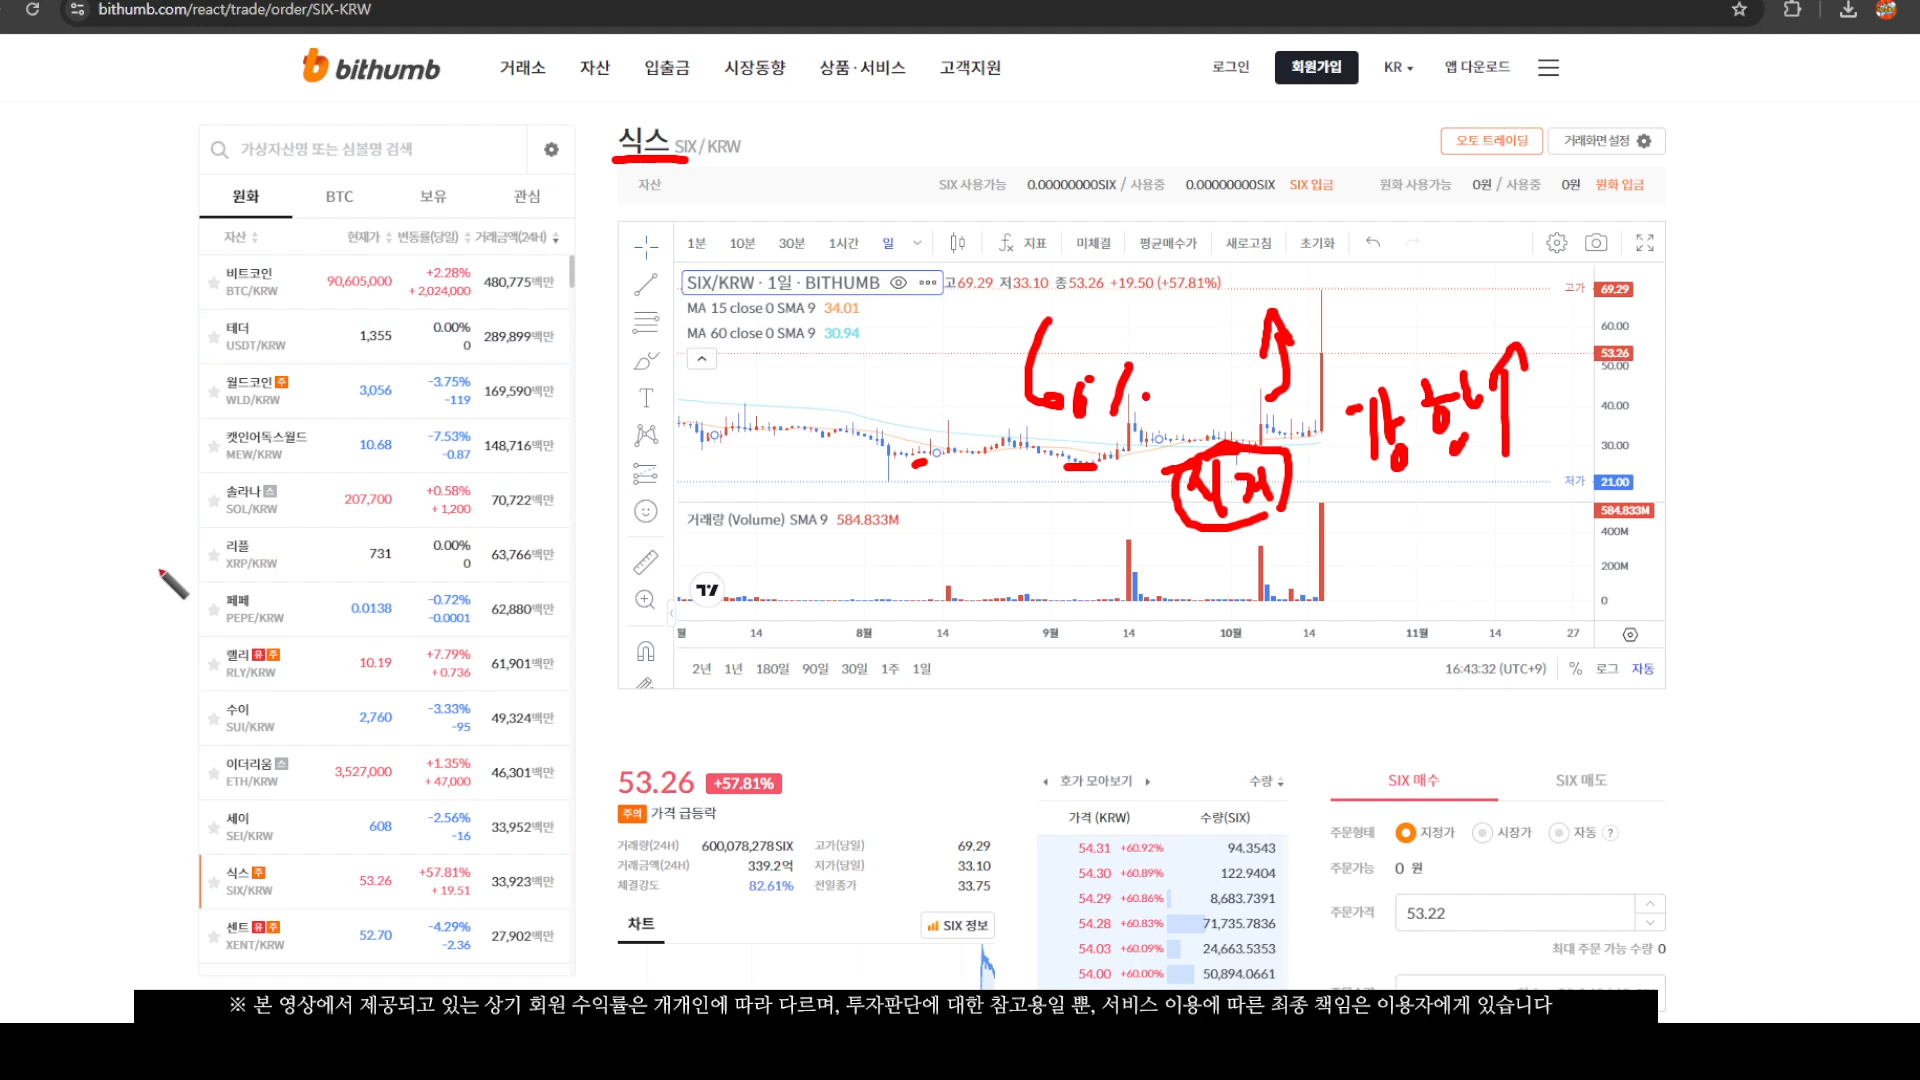 bithumb.com/react/trade/order/SIX-KRW
bithumb 거래소 자산 입출금 시장동향 상품·서비스 고객지원 로그인 회원가입 KR 앱 다운로드
가상자산명 또는 심볼명 검색
원화 BTC 보유 관심
자산 현재가 변동률(당일) 거래금액(24H)
비트코인 90,605,000 +2.28% 480,775백만
BTC/KRW +2,024,000
테더 1,355 0.00% 289,899백만
USDT/KRW 0
월드코인 주 3,056 -3.75% 169,590백만
WLD/KRW -119
캣인어독스월드 10.68 -7.53% 148,716백만
MEW/KRW -0.87
솔라나 스 207,700 +0.58% 70,722백만
SOL/KRW +1,200
리플 731 0.00% 63,766백만
XRP/KRW 0
페페 0.0138 -0.72% 62,880백만
PEPE/KRW -0.0001
랠리 유 주 10.19 +7.79% 61,901백만
RLY/KRW +0.736
수이 2,760 -3.33% 49,324백만
SUI/KRW -95
이더리움 스 3,527,000 +1.35% 46,301백만
ETH/KRW +47,000
세이 608 -2.56% 33,952백만
SEI/KRW -16
식스 주 53.26 +57.81% 33,923백만
SIX/KRW +19.51
센트 유 주 52.70 -4.29% 27,902백만
XENT/KRW -2.36
식스 SIX/KRW 오토 트레이딩 거래화면 설정
자산 SIX 사용가능 0.00000000SIX / 사용중 0.00000000SIX SIX 입금 원화 사용가능 0원 / 사용중 0원 원화 입금
1분 10분 30분 1시간 일 지표 미체결 평균매수가 새로고침 초기화
SIX/KRW · 1일 · BITHUMB 고69.29 저33.10 종53.26 +19.50 (+57.81%) 고가 69.29
MA 15 close 0 SMA 9 34.01
MA 60 close 0 SMA 9 30.94
60.00
53.26
50.00
40.00
30.00
저가 21.00
거래량 (Volume) SMA 9 584.833M
584.833M
400M
200M
0
14 8월 14 9월 14 10월 14 11월 14 27
2년 1년 180일 90일 30일 1주 1일 16:43:32 (UTC+9) % 로그 자동
53.26 +57.81%
주의 가격 급등락
거래량(24H) 600,078,278SIX 고가(당일) 69.29
거래금액(24H) 339.2억 저가(당일) 33.10
체결강도 82.61% 전일종가 33.75
차트 SIX 정보
호가 모아보기 수량
가격 (KRW) 수량(SIX)
54.31 +60.92% 94.3543
54.30 +60.89% 122.9404
54.29 +60.86% 8,683.7391
54.28 +60.83% 71,735.7836
54.03 +60.09% 24,663.5353
54.00 +60.00% 50,894.0661
SIX 매수 SIX 매도
주문형태 지정가 시장가 자동 ?
주문가능 0 원
주문가격 53.22
최대 주문 가능 수량 0
※ 본 영상에서 제공되고 있는 상기 회원 수익률은 개개인에 따라 다르며, 투자판단에 대한 참고용일 뿐, 서비스 이용에 따른 최종 책임은 이용자에게 있습니다